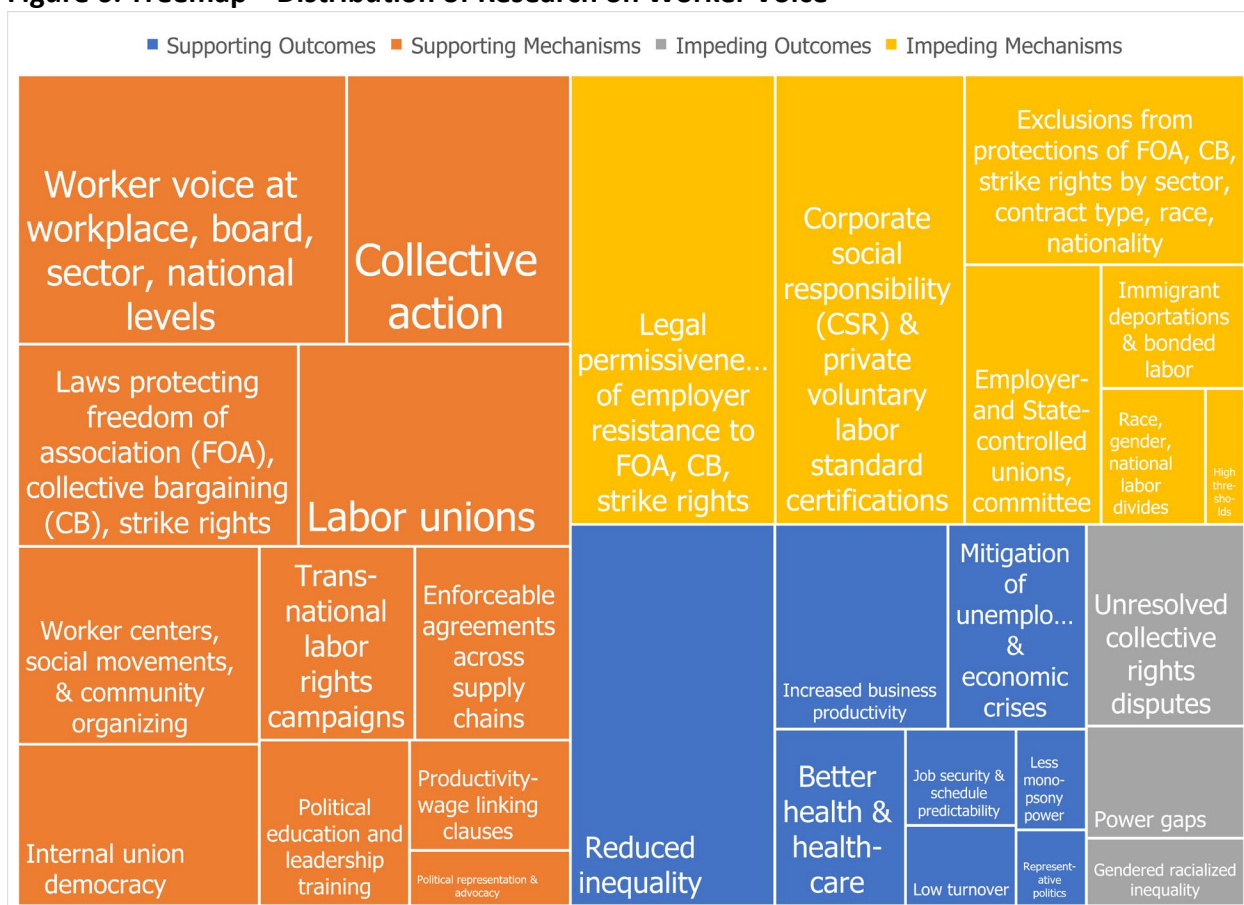 Figure 6. Treemap – Distribution of Research on Worker Voice
Supporting Outcomes Supporting Mechanisms Impeding Outcomes Impeding Mechanisms
Worker voice at
workplace, board,
sector, national
levels
Collective
action
Laws protecting
freedom of
association (FOA),
collective bargaining
(CB), strike rights
Labor unions
Worker centers,
social movements,
& community
organizing
Trans-
national
labor
rights
campaigns
Enforceable
agreements
across
supply
chains
Internal union
democracy
Political
education and
leadership
training
Productivity-
wage linking
clauses
Political representation &
advocacy
Legal
permissivene...
of employer
resistance to
FOA, CB,
strike rights
Corporate
social
responsibility
(CSR) &
private
voluntary
labor
standard
certifications
Exclusions from
protections of FOA, CB,
strike rights by sector,
contract type, race,
nationality
Employer-
and State-
controlled
unions,
committee
Immigrant
deportations
& bonded
labor
Race,
gender,
national
labor
divides
High
thre-
sho-
lds
Reduced
inequality
Increased business
productivity
Mitigation
of
unemplo...
&
economic
crises
Better
health &
health-
care
Job security &
schedule
predictability
Less
mono-
psony
power
Low turnover
Represent-
ative
politics
Unresolved
collective
rights
disputes
Power gaps
Gendered racialized
inequality